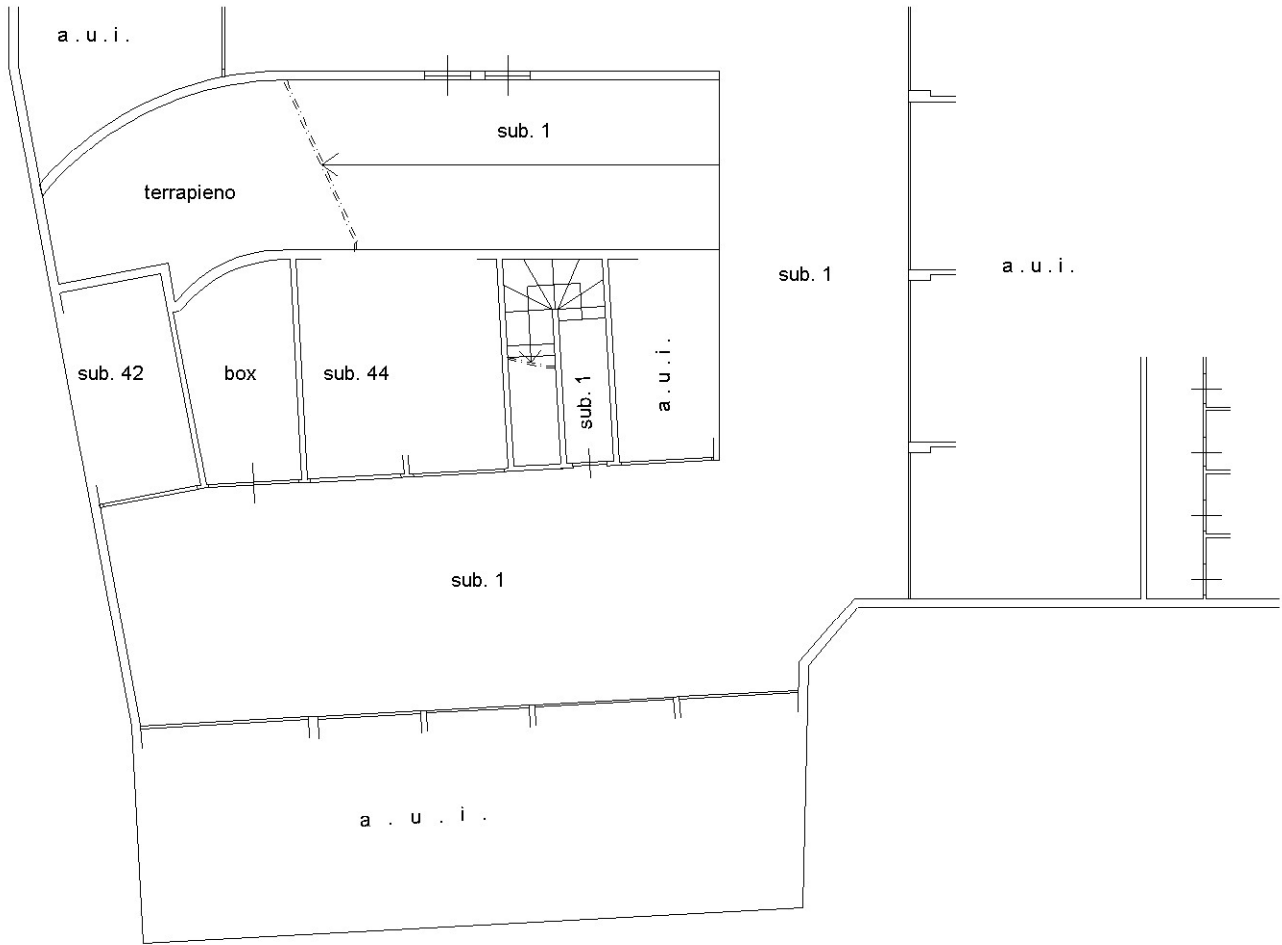 a . u . i .
sub. 1
terrapieno
sub. 1
a . u . i .
sub. 42
box
sub. 44
sub. 1
a . u . i .
sub. 1
a . u . i .